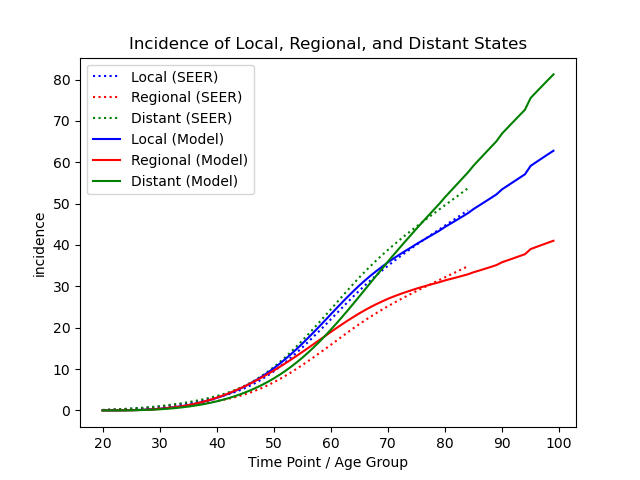 Incidence of Local, Regional, and Distant States
Local (SEER)
Regional (SEER)
Distant (SEER)
Local (Model)
Regional (Model)
Distant (Model)
incidence
80
70
60
50
40
30
20
10
0
20 30 40 50 60 70 80 90 100
Time Point / Age Group